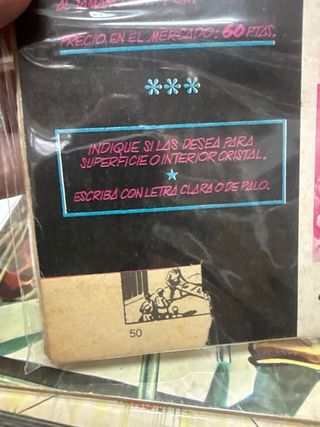 PRECIO EN EL MERCADO: 60 PTAS.
INDIQUE SI LAS DESEA PARA
SUPERFICIE O INTERIOR CRISTAL.
ESCRIBA CON LETRA CLARA O DE PALO.
50